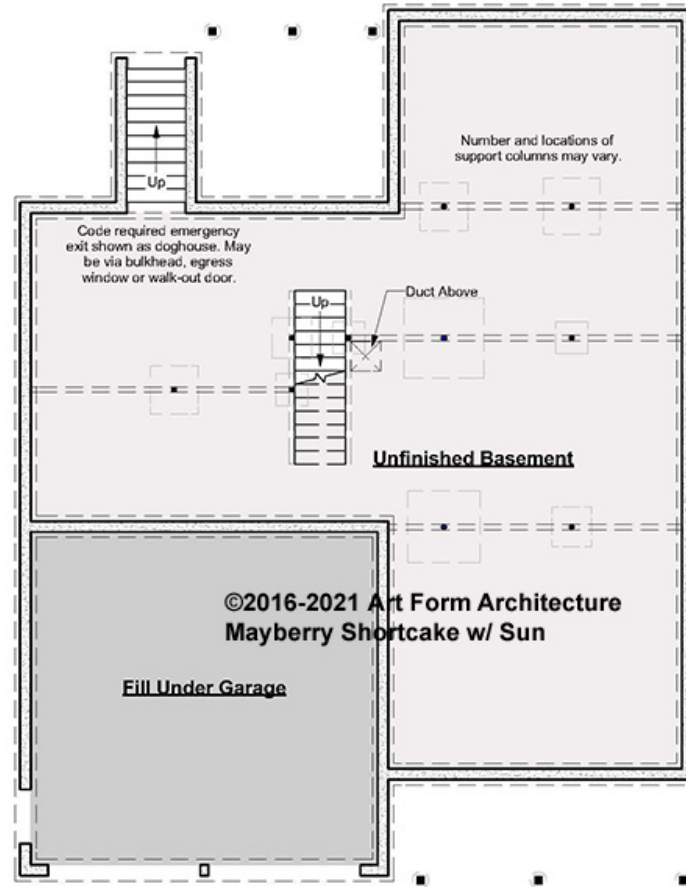 Number and locations of
support columns may vary.
Up
Code required emergency
exit shown as doghouse. May
be via bulkhead, egress
window or walk-out door.
Up
Duct Above
Unfinished Basement
©2016-2021 Art Form Architecture
Mayberry Shortcake w/ Sun
Fill Under Garage